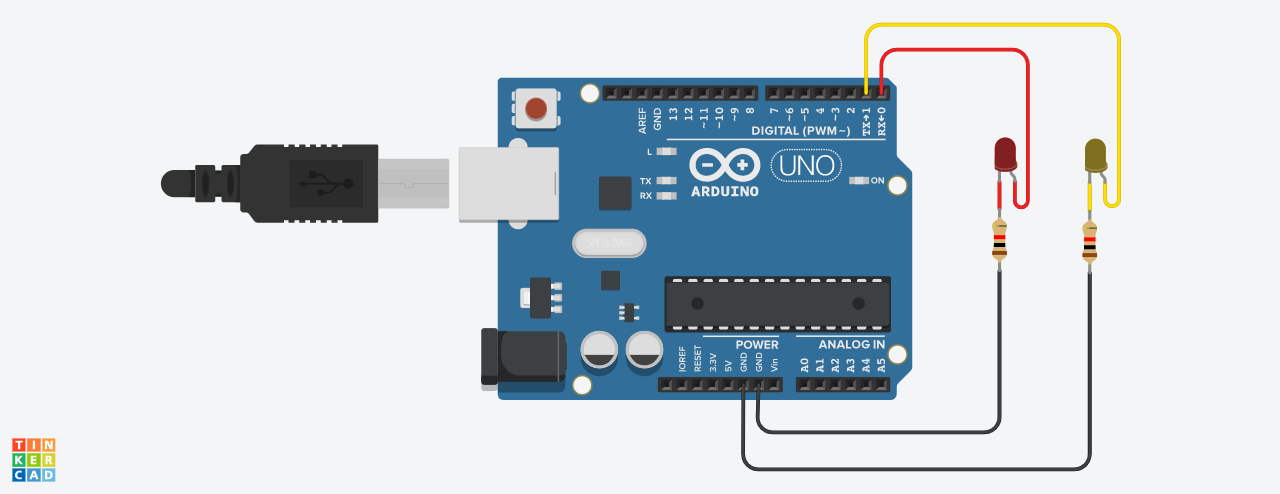 AREF
GND
13
12
~11
~10
~9
8
7
~6
~5
4
~3
2
TX→1
RX←0
DIGITAL (PWM~)
L
TX
RX
ARDUINO
UNO
ON
POWER
ANALOG IN
IOREF
RESET
3.3V
5V
GND
GND
Vin
A0
A1
A2
A3
A4
A5
TIN
KER
CAD